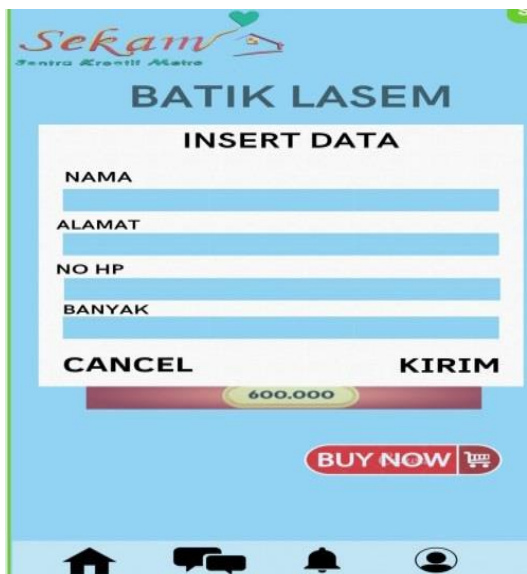 Sekam
Sentra Kreatif Metro
BATIK LASEM
INSERT DATA
NAMA
ALAMAT
NO HP
BANYAK
CANCEL KIRIM
600.000
BUY NOW